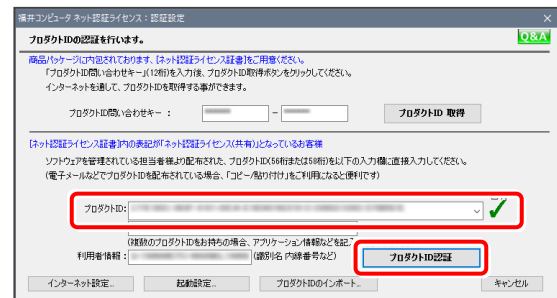 福井コンピュータ ネット認証ライセンス：認証設定
プロダクトIDの認証を行います。
Q&A
商品パッケージに内包されております、[ネット認証ライセンス証書]をご用意ください。
「プロダクトID問い合わせキー」(12桁)を入力後、プロダクトID取得ボタンをクリックしてください。
インターネットを通して、プロダクトIDを取得する事ができます。
プロダクトID問い合わせキー： － プロダクトID 取得
[ネット認証ライセンス証書]内の表記が「ネット認証ライセンス(共有)」となっているお客様
ソフトウェアを管理されている担当者様より配布された、プロダクトID(56桁または58桁)を以下の入力欄に直接入力してください。
(電子メールなどでプロダクトIDを配布されている場合、「コピー/貼り付け」をご利用になると便利です)
プロダクトID:
(複数のプロダクトIDをお持ちの場合、アプリケーション情報などを記
利用者情報： (識別名 内線番号など) プロダクトID認証
インターネット設定... 起動設定... プロダクトIDのインポート... キャンセル